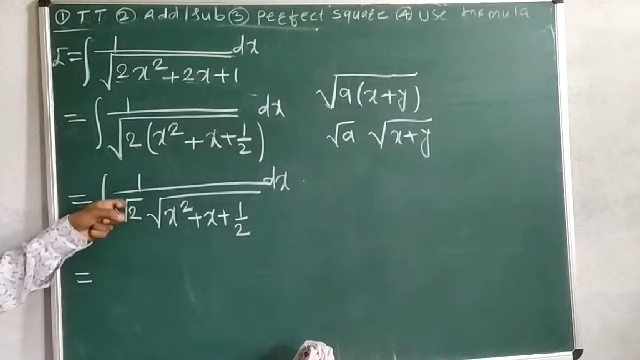 ① T.T ② Add/sub ③ perfect square ④ use formula
I = ∫ 1/√(2x²+2x+1) dx
= ∫ 1/√(2(x²+x+1/2)) dx
= ∫ 1/(√2 √(x²+x+1/2)) dx
=
√(a(x+y))
√a √(x+y)